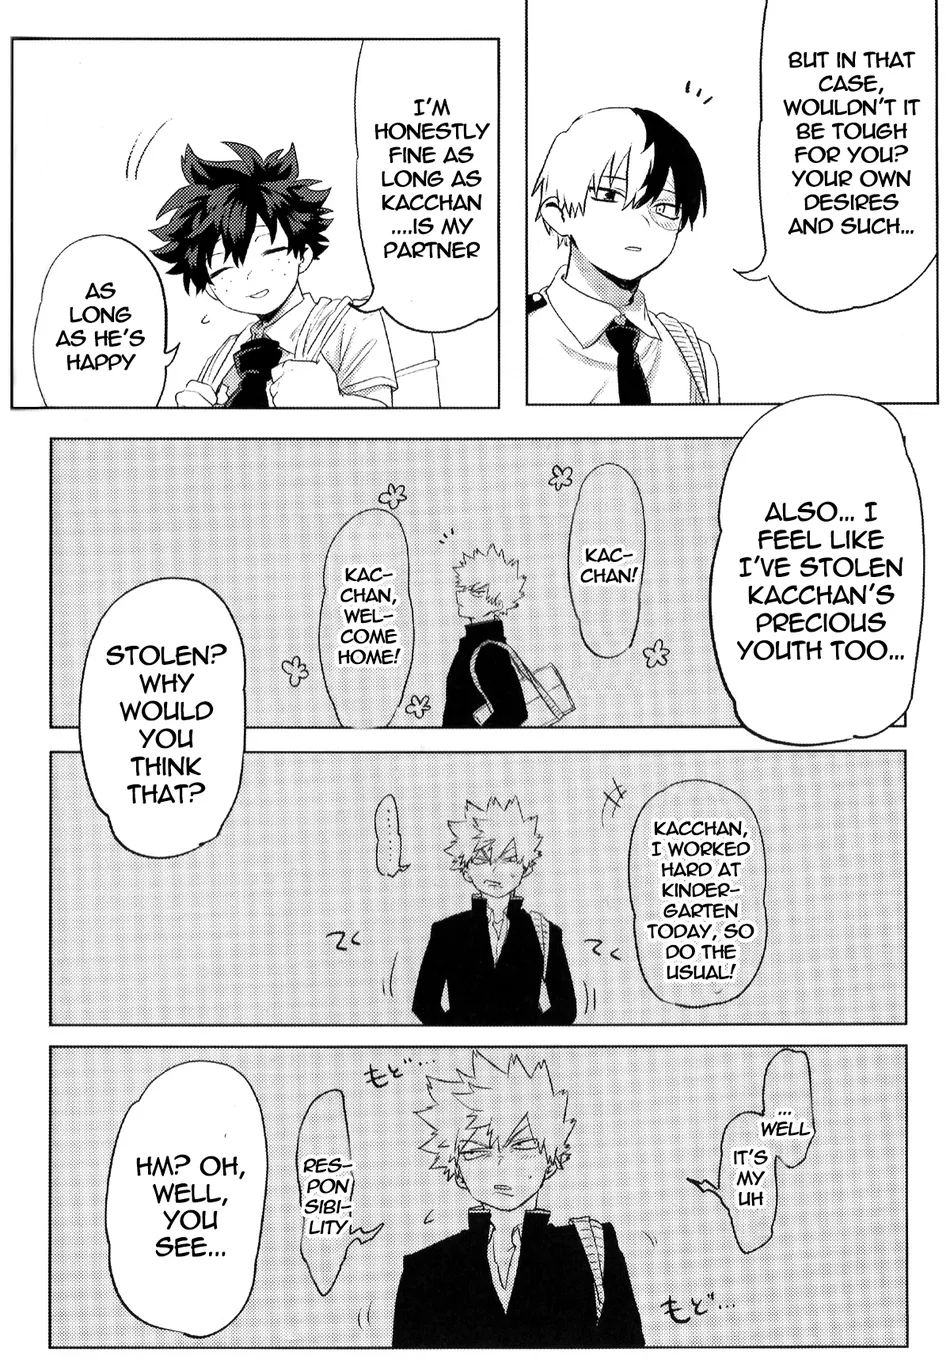 BUT IN THAT
CASE,
WOULDN'T IT
BE TOUGH
FOR YOU?
YOUR OWN
DESIRES
AND SUCH...
I'M
HONESTLY
FINE AS
LONG AS
KACCHAN
....IS MY
PARTNER
AS
LONG
AS HE'S
HAPPY
ALSO... I
FEEL LIKE
I'VE STOLEN
KACCHAN'S
PRECIOUS
YOUTH TOO...
KAC-
CHAN!
KAC-
CHAN,
WEL-
COME
HOME!
STOLEN?
WHY
WOULD
YOU
THINK
THAT?
KACCHAN,
I WORKED
HARD AT
KINDER-
GARTEN
TODAY, SO
DO THE
USUAL!
てく
てく
.......
...
WELL
IT'S
MY
UH
もど...
RES-
PON
SIBI-
LITY
もど...
HM? OH,
WELL,
YOU
SEE...